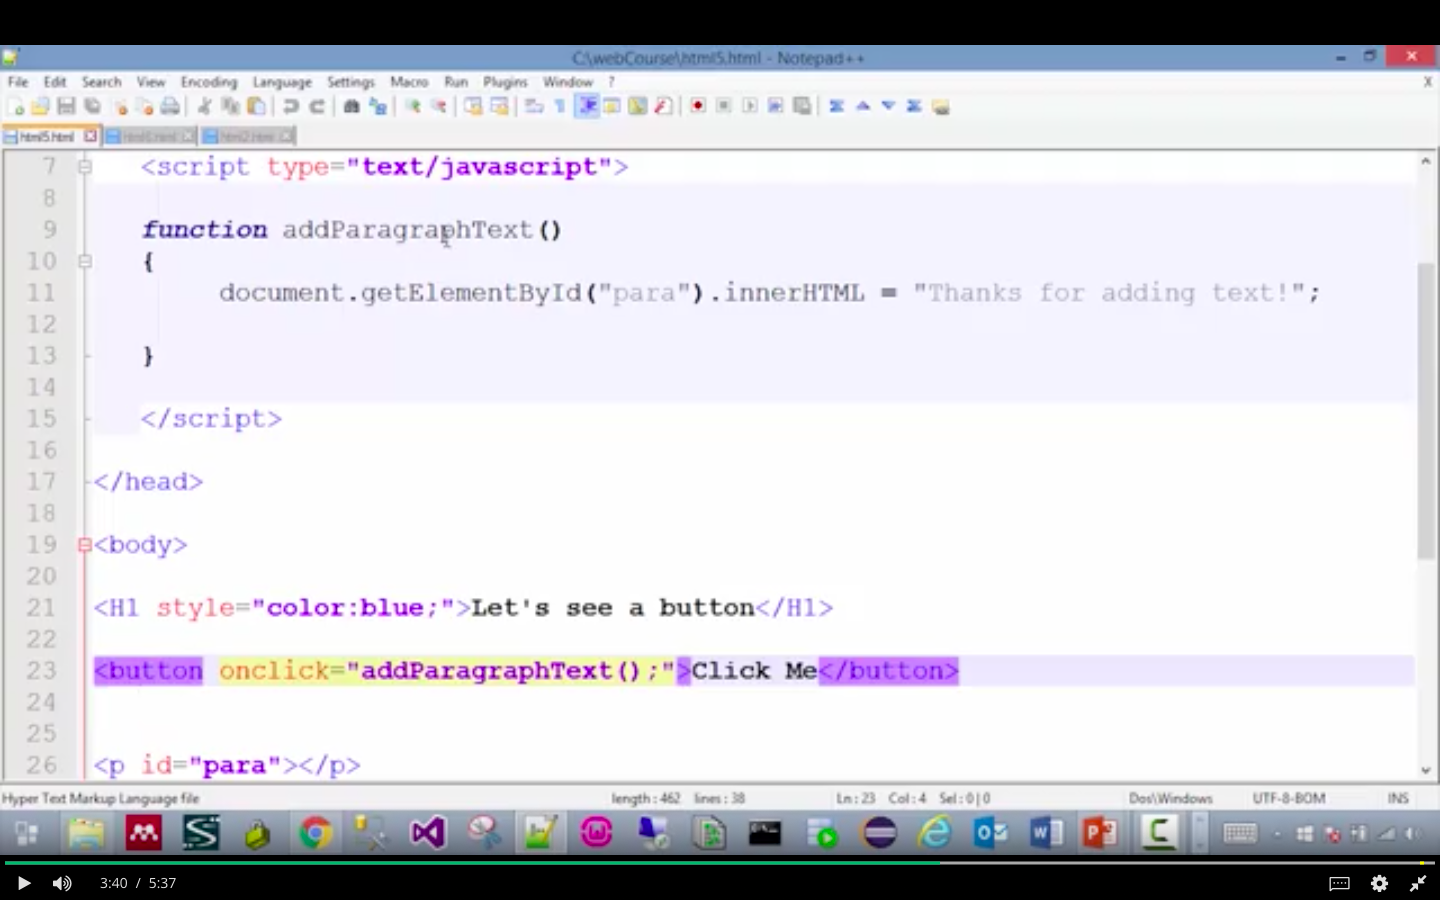 C:\webCourse\html5.html - Notepad++
File Edit Search View Encoding Language Settings Macro Run Plugins Window ? X
html5.html html2.html
7 <script type="text/javascript">
8
9 function addParagraphText()
10 {
11 document.getElementById("para").innerHTML = "Thanks for adding text!";
12
13 }
14
15 </script>
16
17 </head>
18
19 <body>
20
21 <H1 style="color:blue;">Let's see a button</H1>
22
23 <button onclick="addParagraphText();">Click Me</button>
24
25
26 <p id="para"></p>
Hyper Text Markup Language file length : 462 lines : 38 Ln : 23 Col : 4 Sel : 0 | 0 Dos\Windows UTF-8-BOM INS
3:40 / 5:37